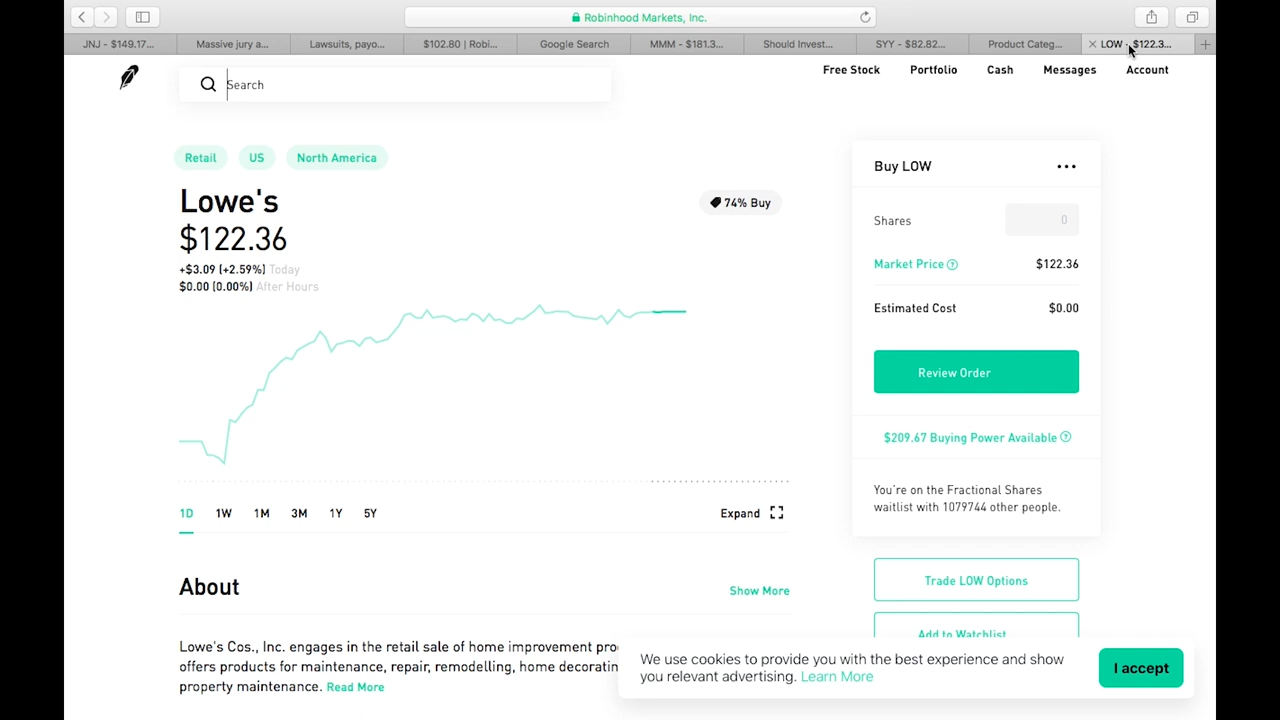 Robinhood Markets, Inc.
JNJ - $149.17...
Massive jury a...
Lawsuits, payo...
$102.80 | Robi...
Google Search
MMM - $181.3...
Should Invest...
SYY - $82.82...
Product Categ...
LOW - $122.3...
Search
Free Stock
Portfolio
Cash
Messages
Account
Retail
US
North America
Lowe's
$122.36
+$3.09 (+2.59%) Today
$0.00 (0.00%) After Hours
74% Buy
1D
1W
1M
3M
1Y
5Y
Expand
About
Show More
Lowe's Cos., Inc. engages in the retail sale of home improvement pro
offers products for maintenance, repair, remodelling, home decoratin
property maintenance. Read More
Buy LOW
Shares
0
Market Price
$122.36
Estimated Cost
$0.00
Review Order
$209.67 Buying Power Available
You're on the Fractional Shares
waitlist with 1079744 other people.
Trade LOW Options
Add to Watchlist
We use cookies to provide you with the best experience and show
you relevant advertising. Learn More
I accept